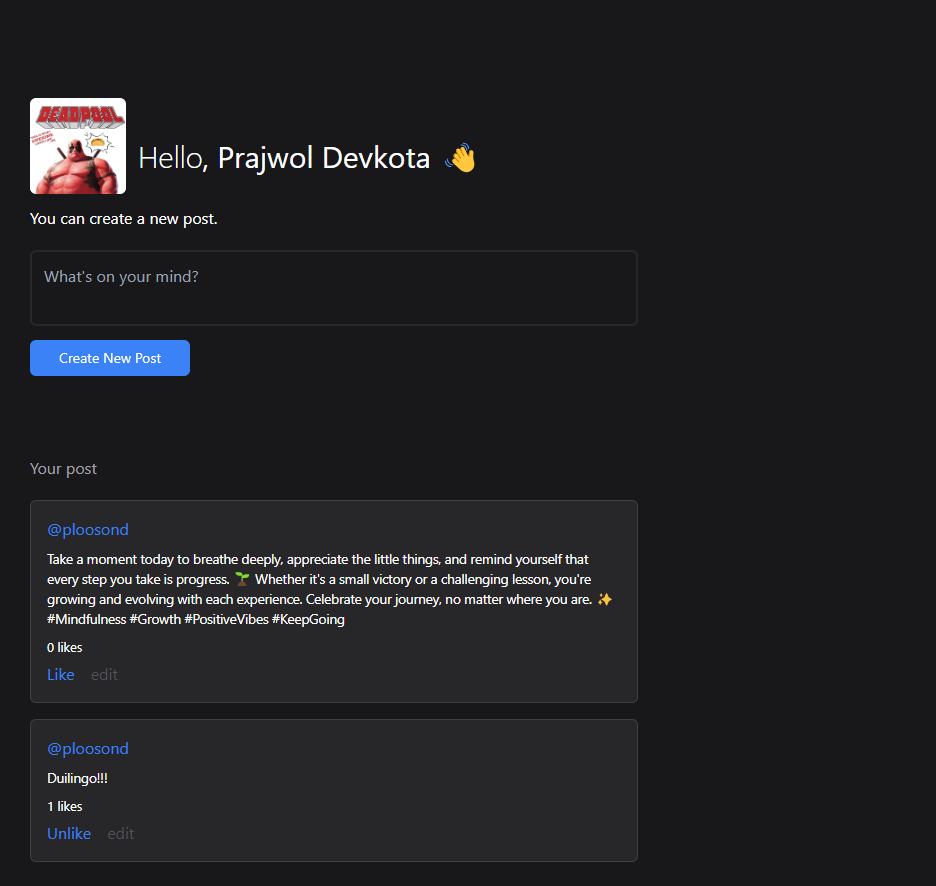 DEADPOOL
Hello, Prajwol Devkota 👋
You can create a new post.
What's on your mind?
Create New Post
Your post
@ploosond
Take a moment today to breathe deeply, appreciate the little things, and remind yourself that
every step you take is progress. 🌱 Whether it's a small victory or a challenging lesson, you're
growing and evolving with each experience. Celebrate your journey, no matter where you are. ✨
#Mindfulness #Growth #PositiveVibes #KeepGoing
0 likes
Like edit
@ploosond
Duilingo!!!
1 likes
Unlike edit